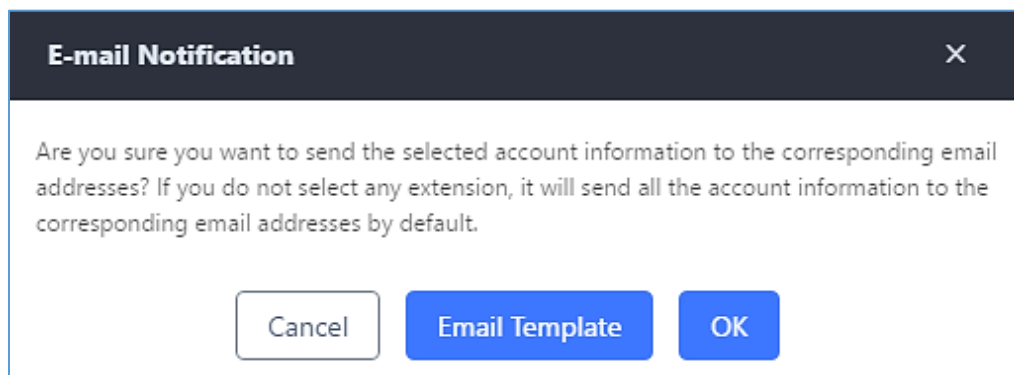 E-mail Notification
Are you sure you want to send the selected account information to the corresponding email
addresses? If you do not select any extension, it will send all the account information to the
corresponding email addresses by default.
Cancel Email Template OK